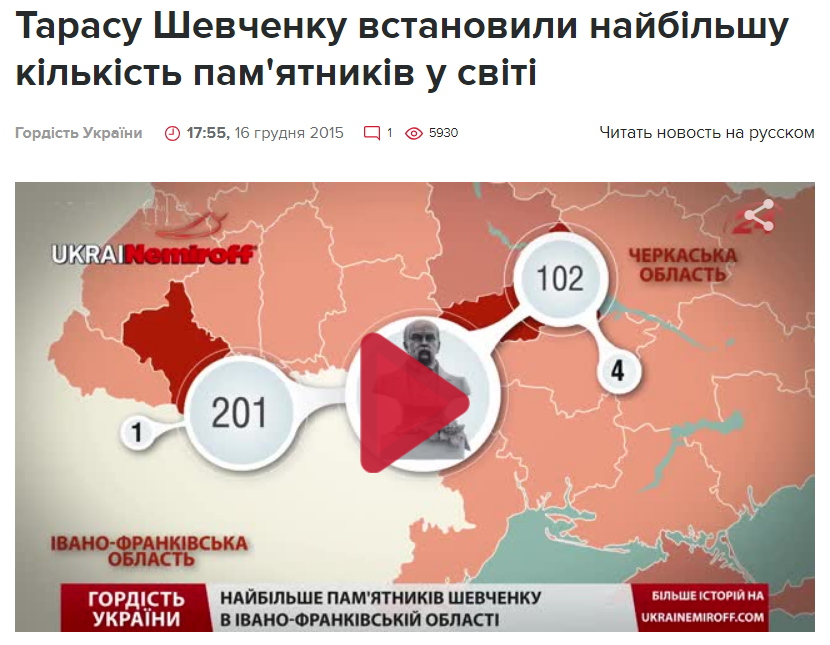 Тарасу Шевченку встановили найбільшу
кількість пам'ятників у світі
Гордість України 17:55, 16 грудня 2015 1 5930 Читать новость на русском
UKRAINemiroff
24
102
ЧЕРКАСЬКА
ОБЛАСТЬ
4
201
1
ІВАНО-ФРАНКІВСЬКА
ОБЛАСТЬ
ГОРДІСТЬ
УКРАЇНИ
НАЙБІЛЬШЕ ПАМ'ЯТНИКІВ ШЕВЧЕНКУ
В ІВАНО-ФРАНКІВСЬКІЙ ОБЛАСТІ
БІЛЬШЕ ІСТОРІЙ НА
UKRAINEMIROFF.COM